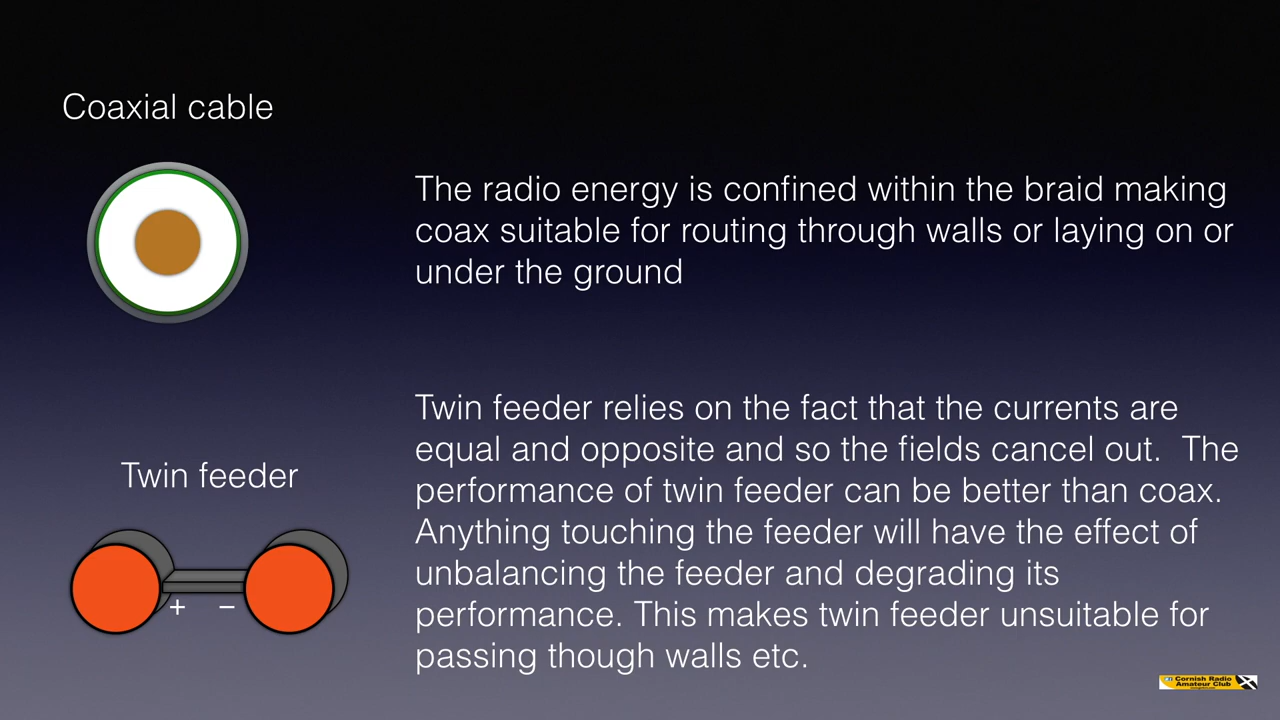 Coaxial cable
The radio energy is confined within the braid making
coax suitable for routing through walls or laying on or
under the ground
Twin feeder relies on the fact that the currents are
equal and opposite and so the fields cancel out.  The
performance of twin feeder can be better than coax.
Anything touching the feeder will have the effect of
unbalancing the feeder and degrading its
performance. This makes twin feeder unsuitable for
passing though walls etc.
Twin feeder
+ −
Cornish Radio
Amateur Club